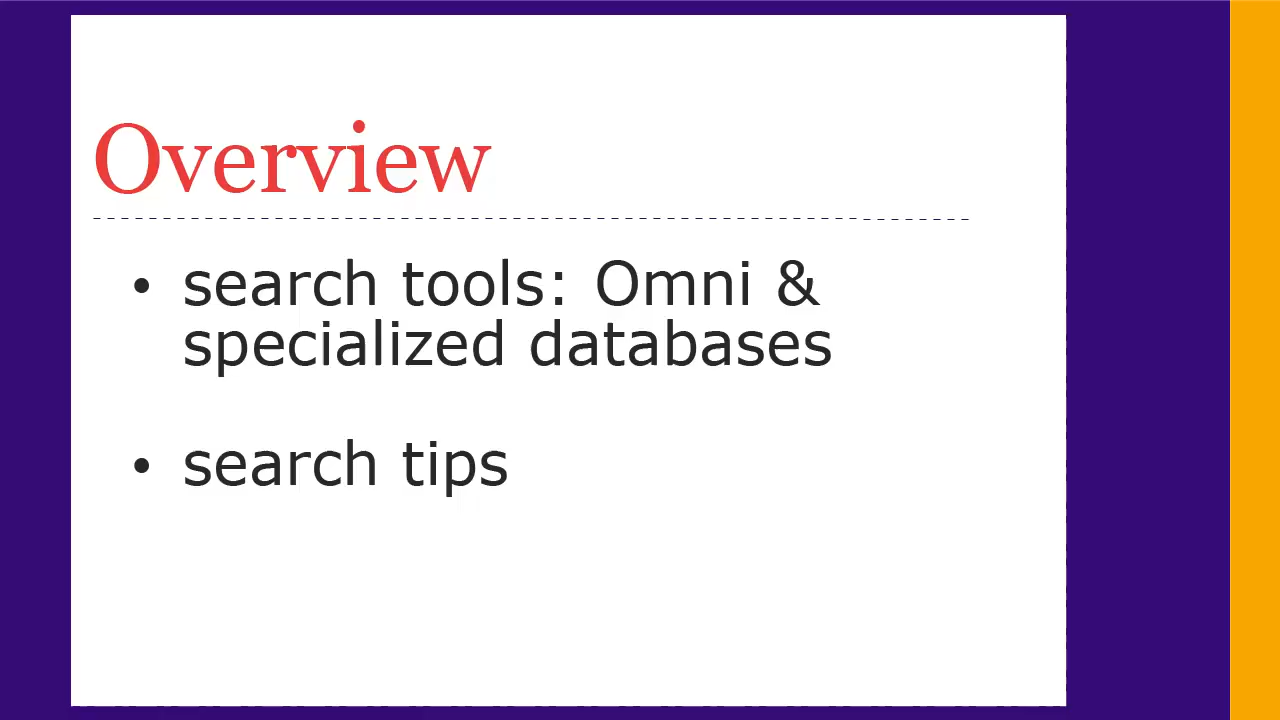 Overview
• search tools: Omni &
specialized databases
• search tips